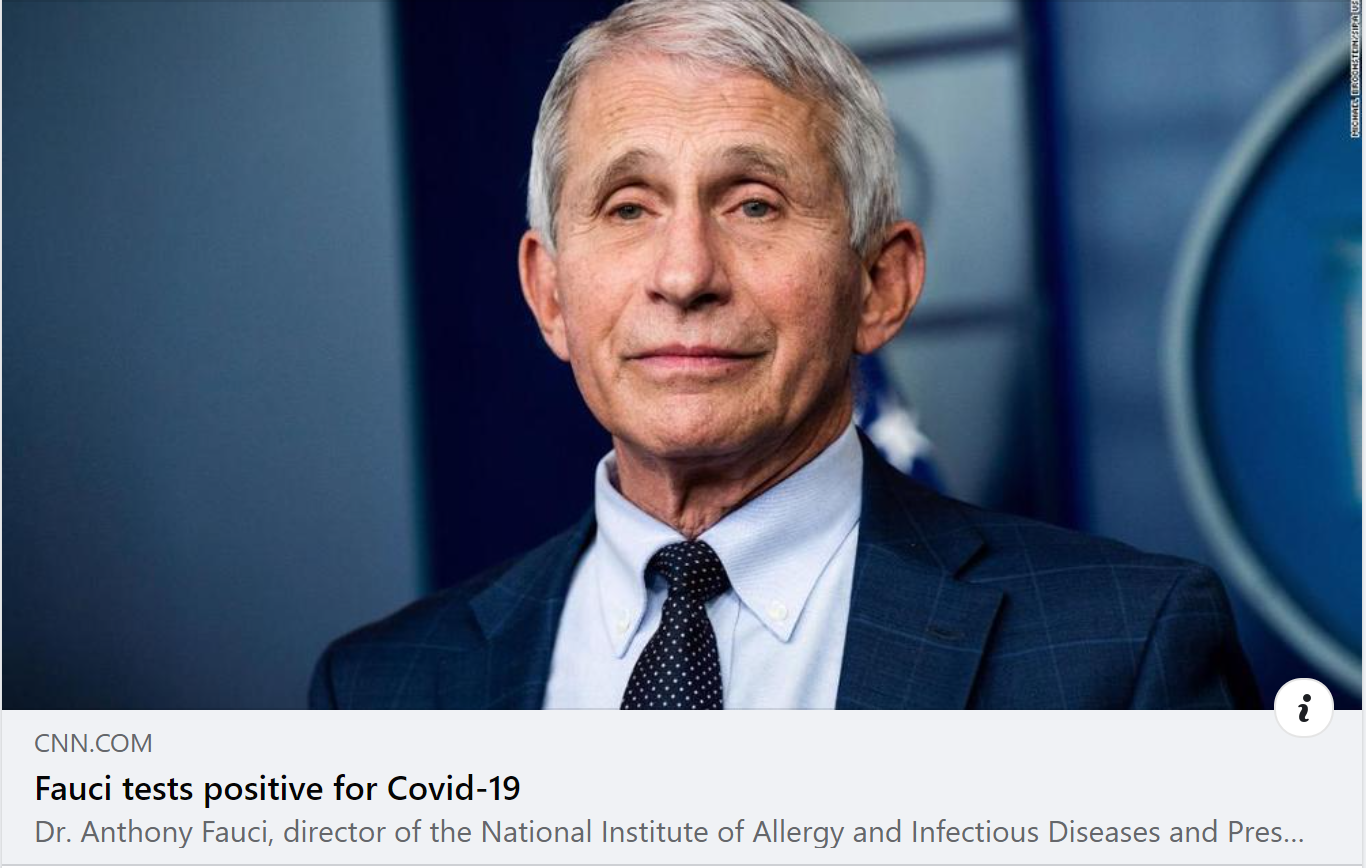 MICHAEL BROCHSTEIN/SIPA US
CNN.COM
Fauci tests positive for Covid-19
Dr. Anthony Fauci, director of the National Institute of Allergy and Infectious Diseases and Pres...